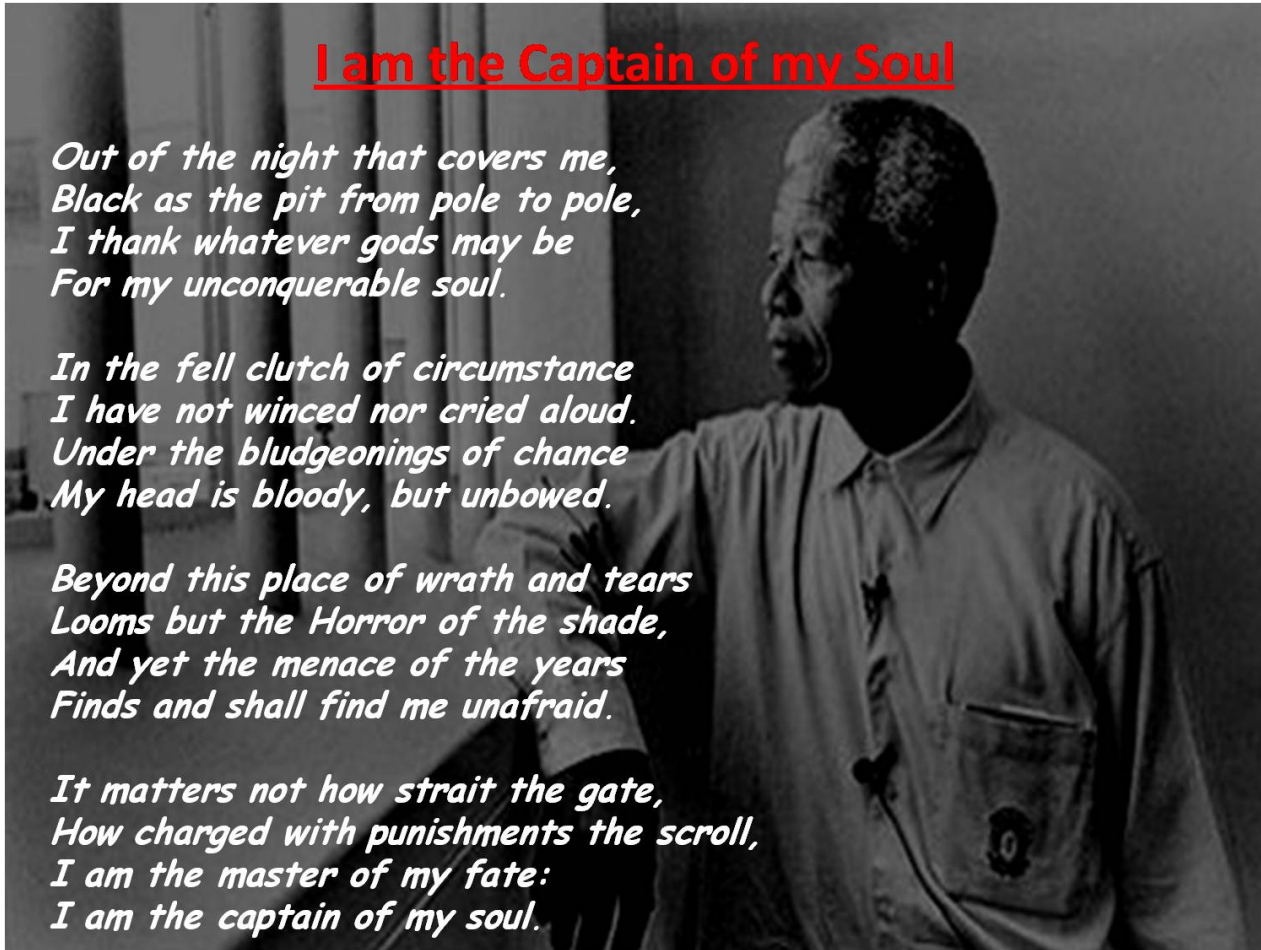 I am the Captain of my Soul
Out of the night that covers me,
Black as the pit from pole to pole,
I thank whatever gods may be
For my unconquerable soul.
In the fell clutch of circumstance
I have not winced nor cried aloud.
Under the bludgeonings of chance
My head is bloody, but unbowed.
Beyond this place of wrath and tears
Looms but the Horror of the shade,
And yet the menace of the years
Finds and shall find me unafraid.
It matters not how strait the gate,
How charged with punishments the scroll,
I am the master of my fate:
I am the captain of my soul.